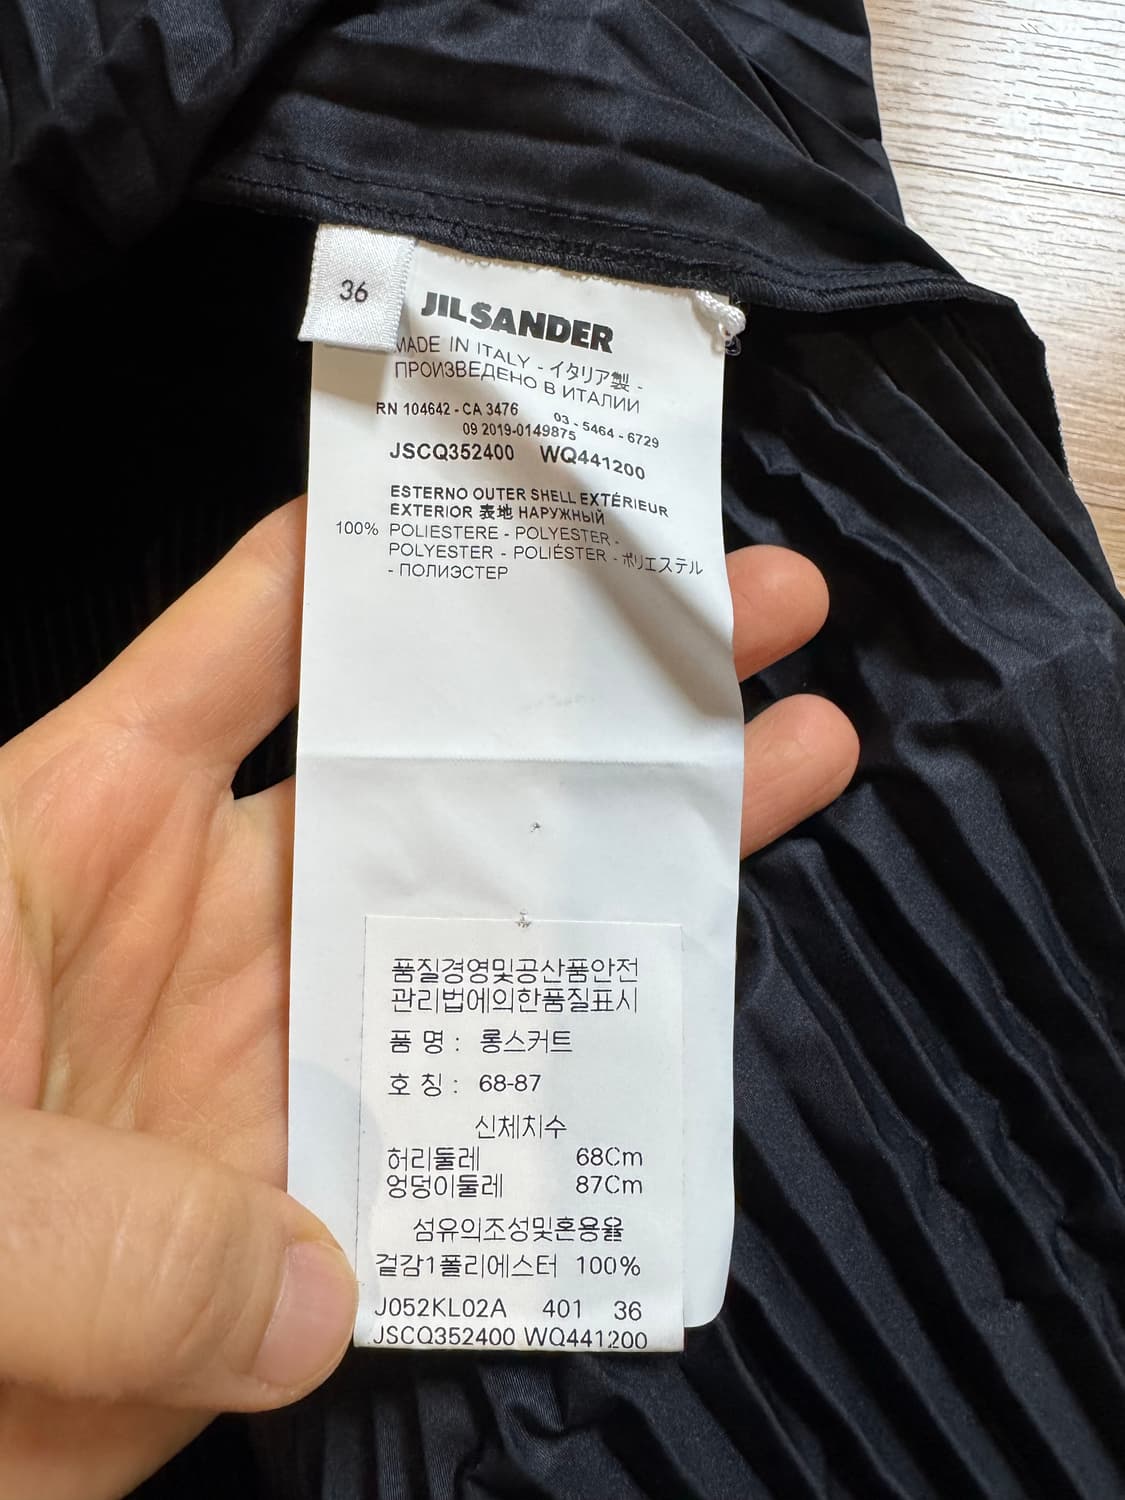 36
JIL SANDER
MADE IN ITALY - イタリア製 -
ПРОИЗВЕДЕНО В ИТАЛИИ
RN 104642 - CA 3476 03 - 5464 - 6729
09 2019-0149875
JSCQ352400 WQ441200
ESTERNO OUTER SHELL EXTÉRIEUR
EXTERIOR 表地 НАРУЖНЫЙ
100% POLIESTERE - POLYESTER -
POLYESTER - POLIÉSTER - ポリエステル
- ПОЛИЭСТЕР
품질경영및공산품안전
관리법에의한품질표시
품 명 : 롱스커트
호 칭 : 68-87
신체치수
허리둘레 68Cm
엉덩이둘레 87Cm
섬유의조성및혼용율
겉감1폴리에스터 100%
J052KL02A 401 36
JSCQ352400 WQ441200